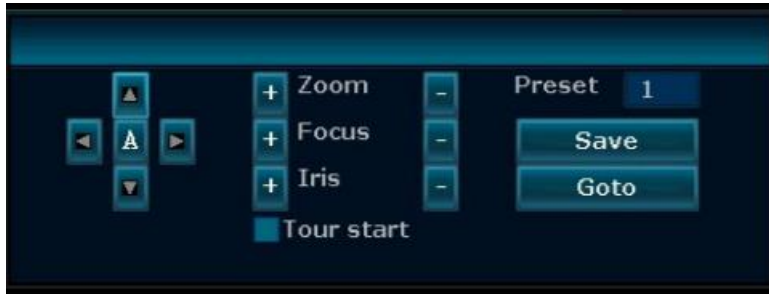 + Zoom - Preset 1
A + Focus - Save
+ Iris - Goto
Tour start